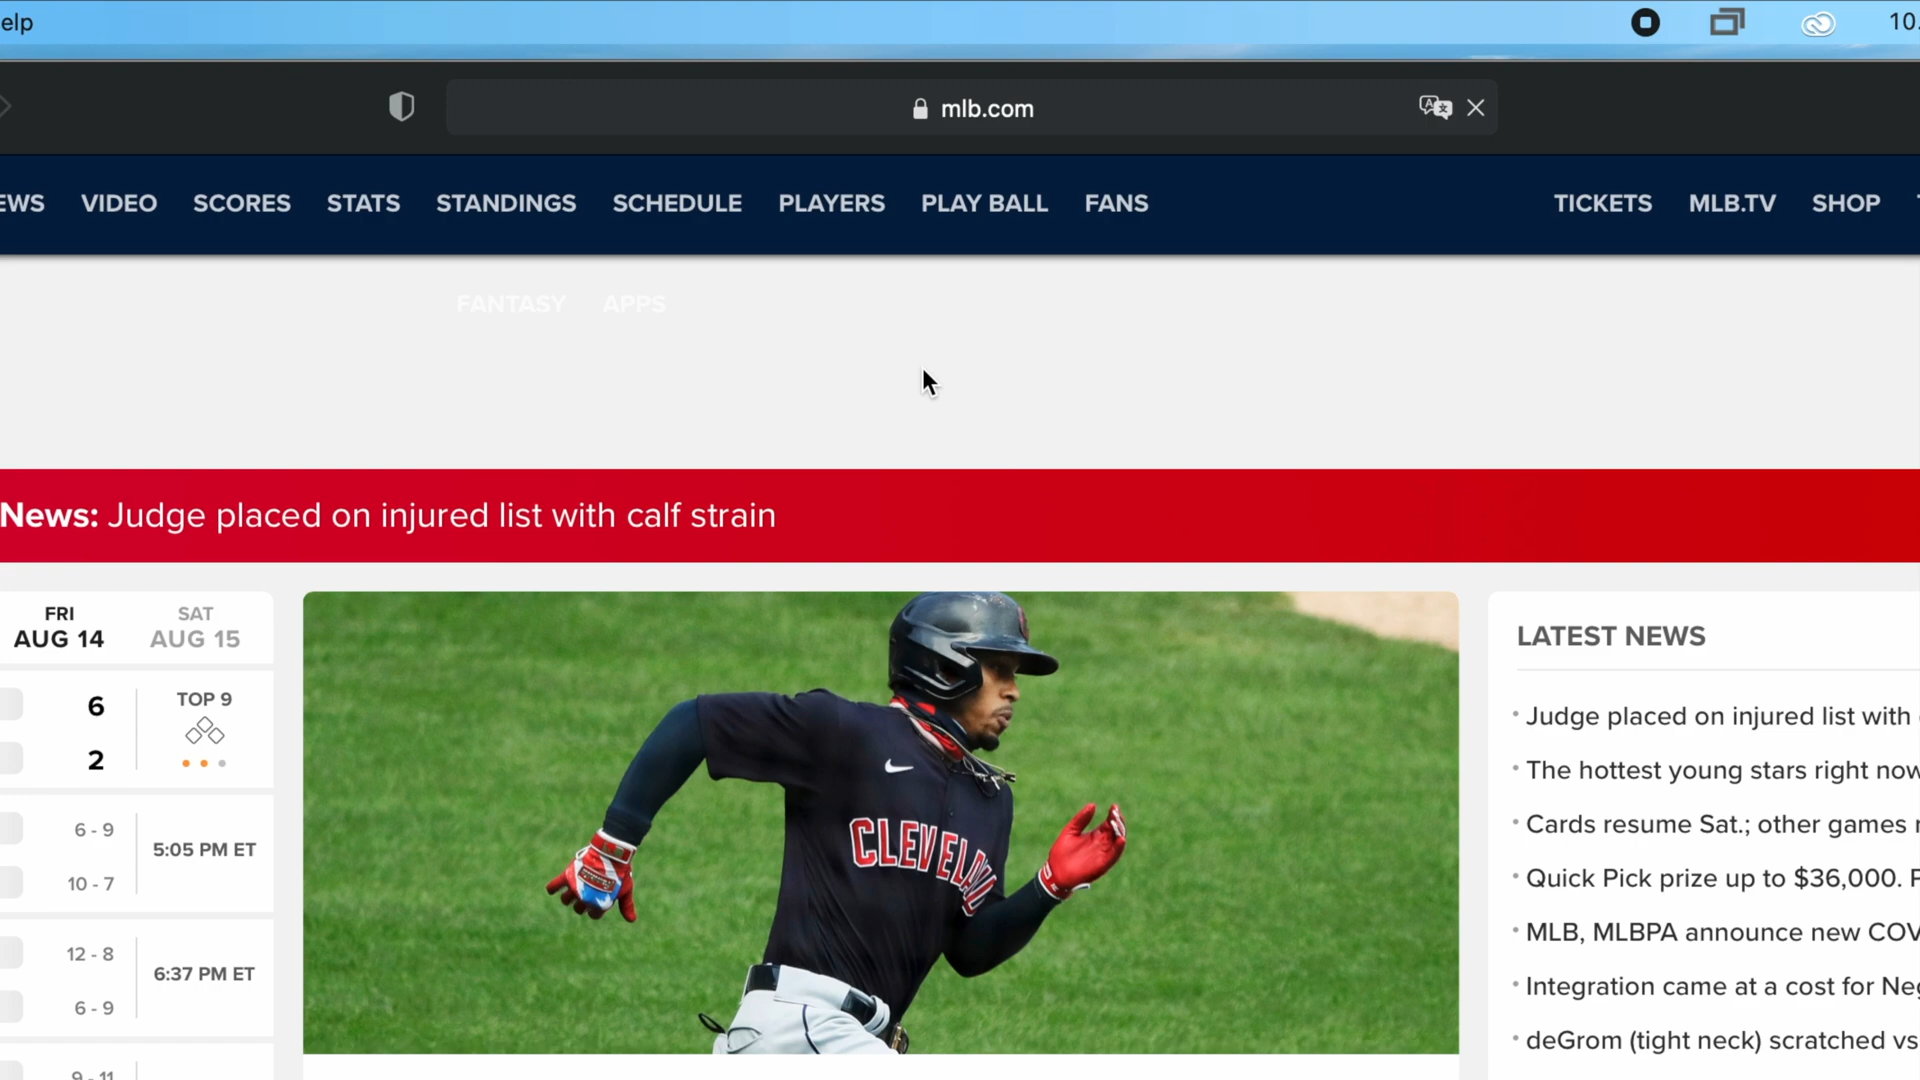 elp
10.
mlb.com
EWS VIDEO SCORES STATS STANDINGS SCHEDULE PLAYERS PLAY BALL FANS TICKETS MLB.TV SHOP
FANTASY APPS
News: Judge placed on injured list with calf strain
FRI
AUG 14
SAT
AUG 15
6
2
TOP 9
6 - 9
10 - 7
5:05 PM ET
12 - 8
6-9
6:37 PM ET
9 - 11
CLEVELAND
LATEST NEWS
Judge placed on injured list with
The hottest young stars right now
Cards resume Sat.; other games
Quick Pick prize up to $36,000.
MLB, MLBPA announce new COV
Integration came at a cost for Neg
deGrom (tight neck) scratched vs